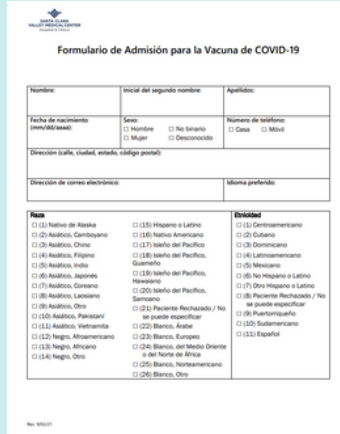 SANTA CLARA
VALLEY MEDICAL CENTER
Hospital & Clinics
Formulario de Admisión para la Vacuna de COVID-19
Nombre: Inicial del segundo nombre: Apellidos:
Fecha de nacimiento (mm/dd/aaaa): Sexo: Número de teléfono:
☐ Hombre ☐ No binario ☐ Casa ☐ Móvil
☐ Mujer ☐ Desconocido
Dirección (calle, ciudad, estado, código postal):
Dirección de correo electrónico: Idioma preferido:
Raza
☐ (1) Nativo de Alaska
☐ (2) Asiático, Camboyano
☐ (3) Asiático, Chino
☐ (4) Asiático, Filipino
☐ (5) Asiático, Indio
☐ (6) Asiático, Japonés
☐ (7) Asiático, Coreano
☐ (8) Asiático, Laosiano
☐ (9) Asiático, Otro
☐ (10) Asiático, Pakistaní
☐ (11) Asiático, Vietnamita
☐ (12) Negro, Afroamericano
☐ (13) Negro, Africano
☐ (14) Negro, Otro
☐ (15) Hispano o Latino
☐ (16) Nativo Americano
☐ (17) Isleño del Pacífico
☐ (18) Isleño del Pacífico,
Guameño
☐ (19) Isleño del Pacífico,
Hawaiano
☐ (20) Isleño del Pacífico,
Samoano
☐ (21) Paciente Rechazado / No
se puede especificar
☐ (22) Blanco, Árabe
☐ (23) Blanco, Europeo
☐ (24) Blanco, del Medio Oriente
o del Norte de África
☐ (25) Blanco, Norteamericano
☐ (26) Blanco, Otro
Etnicidad
☐ (1) Centroamericano
☐ (2) Cubano
☐ (3) Dominicano
☐ (4) Latinoamericano
☐ (5) Mexicano
☐ (6) No Hispano o Latino
☐ (7) Otro Hispano o Latino
☐ (8) Paciente Rechazado / No
se puede especificar
☐ (9) Puertorriqueño
☐ (10) Sudamericano
☐ (11) Español